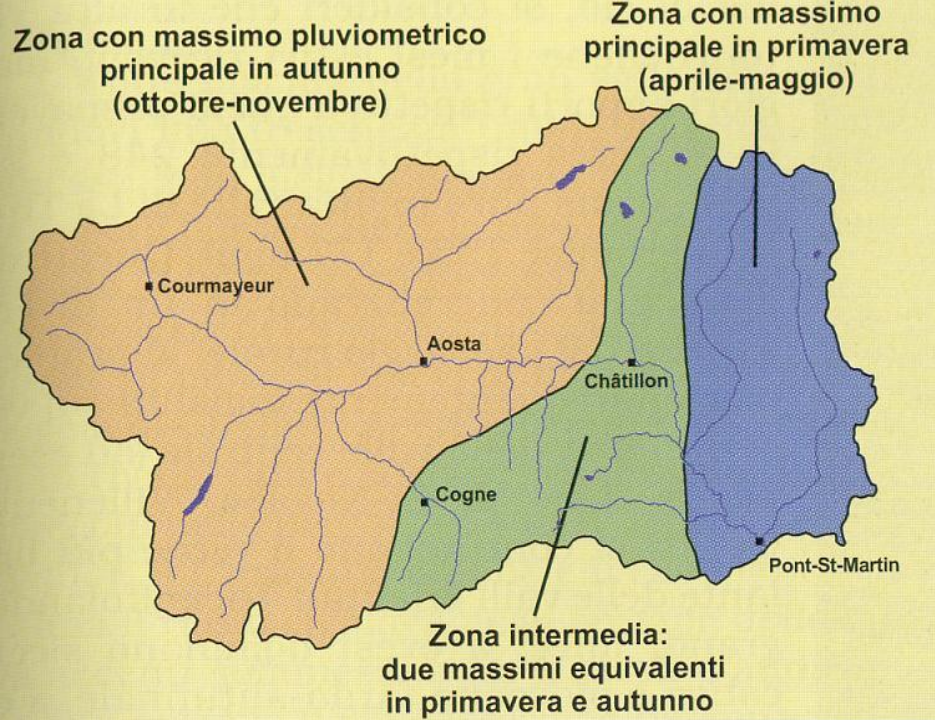 Zona con massimo pluviometrico
principale in autunno
(ottobre-novembre)
Zona con massimo
principale in primavera
(aprile-maggio)
Courmayeur
Aosta
Châtillon
Cogne
Pont-St-Martin
Zona intermedia:
due massimi equivalenti
in primavera e autunno